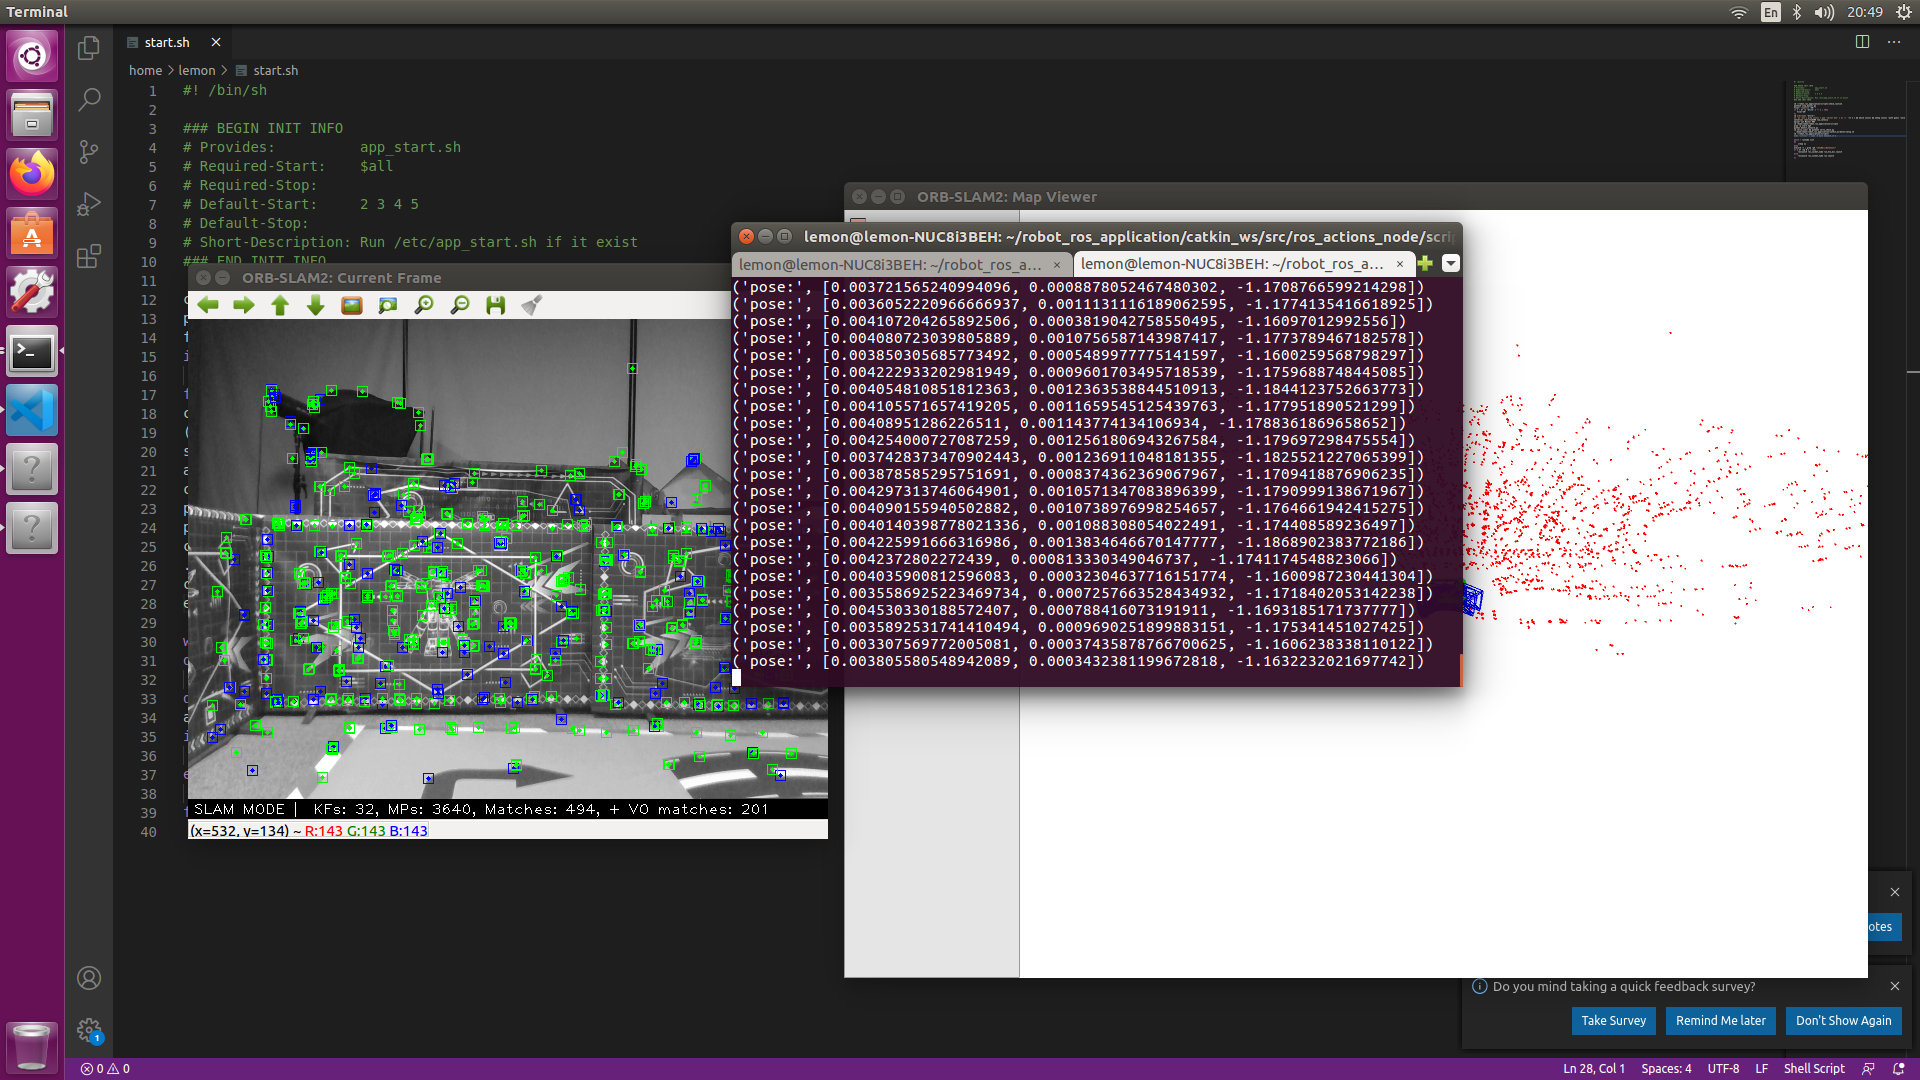 Terminal
En
20:49
start.sh
home > lemon > start.sh
1 #! /bin/sh
2
3 ### BEGIN INIT INFO
4 # Provides: app_start.sh
5 # Required-Start: $all
6 # Required-Stop:
7 # Default-Start: 2 3 4 5
8 # Default-Stop:
9 # Short-Description: Run /etc/app_start.sh if it exist
10 ### END INIT INFO
11
12
13
14
15
16
17
18
19
20
21
22
23
24
25
26
27
28
29
30
31
32
33
34
35
36
37
38
39
40
ORB-SLAM2: Current Frame
SLAM MODE | KFs: 32, MPs: 3640, Matches: 494, + VO matches: 201
(x=532, y=134) ~ R:143 G:143 B:143
ORB-SLAM2: Map Viewer
lemon@lemon-NUC8i3BEH: ~/robot_ros_application/catkin_ws/src/ros_actions_node/scri
lemon@lemon-NUC8i3BEH: ~/robot_ros_a... ×
lemon@lemon-NUC8i3BEH: ~/robot_ros_a... ×
('pose:', [0.003721565240994096, 0.0008878052467480302, -1.1708766599214298])
('pose:', [0.0036052220966666937, 0.0011131116189062595, -1.1774135416618925])
('pose:', [0.004107204265892506, 0.0003819042758550495, -1.16097012992556])
('pose:', [0.004080723039805889, 0.0010756587143987417, -1.1773789467182578])
('pose:', [0.003850305685773492, 0.0005489977775141597, -1.1600259568798297])
('pose:', [0.004222933202981949, 0.0009601703495718539, -1.1759688748445085])
('pose:', [0.004054810851812363, 0.0012363538844510913, -1.1844123752663773])
('pose:', [0.004105571657419205, 0.0011659545125439763, -1.177951890521299])
('pose:', [0.00408951286226511, 0.001143774134106934, -1.1788361869658652])
('pose:', [0.004254000727087259, 0.0012561806943267584, -1.179697298475554])
('pose:', [0.0037428373470902443, 0.001236911048181355, -1.1825521227065399])
('pose:', [0.003878585295751691, 0.0008374362369067967, -1.1709418876906235])
('pose:', [0.004297313746064901, 0.0010571347083896399, -1.1790999138671967])
('pose:', [0.004090155940502882, 0.0010738976998254657, -1.1764661942415275])
('pose:', [0.0040140398778021336, 0.001088308054022491, -1.174408589236497])
('pose:', [0.0042259916666316986, 0.0013834646670147777, -1.1868902383772186])
('pose:', [0.0042372802272439, 0.0008133830349046737, -1.1741174548823066])
('pose:', [0.004035900812596083, 0.00032304637716151774, -1.1600987230441304])
('pose:', [0.0035586925223469734, 0.0007257663528434932, -1.1718402053142238])
('pose:', [0.004530330188572407, 0.000788416073191911, -1.1693185171737777])
('pose:', [0.0035892531741410494, 0.0009690251899883151, -1.1753414451027425])
('pose:', [0.003307569772005081, 0.00037435878766700625, -1.1606238338110122])
('pose:', [0.003805580548942089, 0.0003432381199672818, -1.1632232021697742])
otes
Do you mind taking a quick feedback survey?
Take Survey
Remind Me later
Don't Show Again
1
0 0
Ln 28, Col 1
Spaces: 4
UTF-8
LF
Shell Script